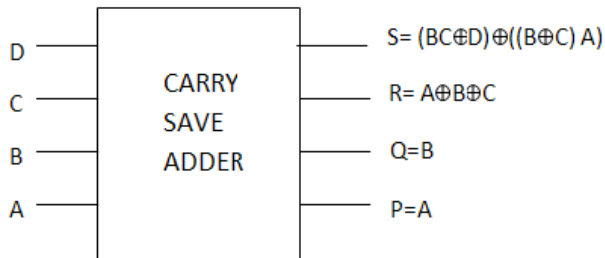 D
C
B
A
CARRY
SAVE
ADDER
S= (BC⊕D)⊕((B⊕C) A)
R= A⊕B⊕C
Q=B
P=A